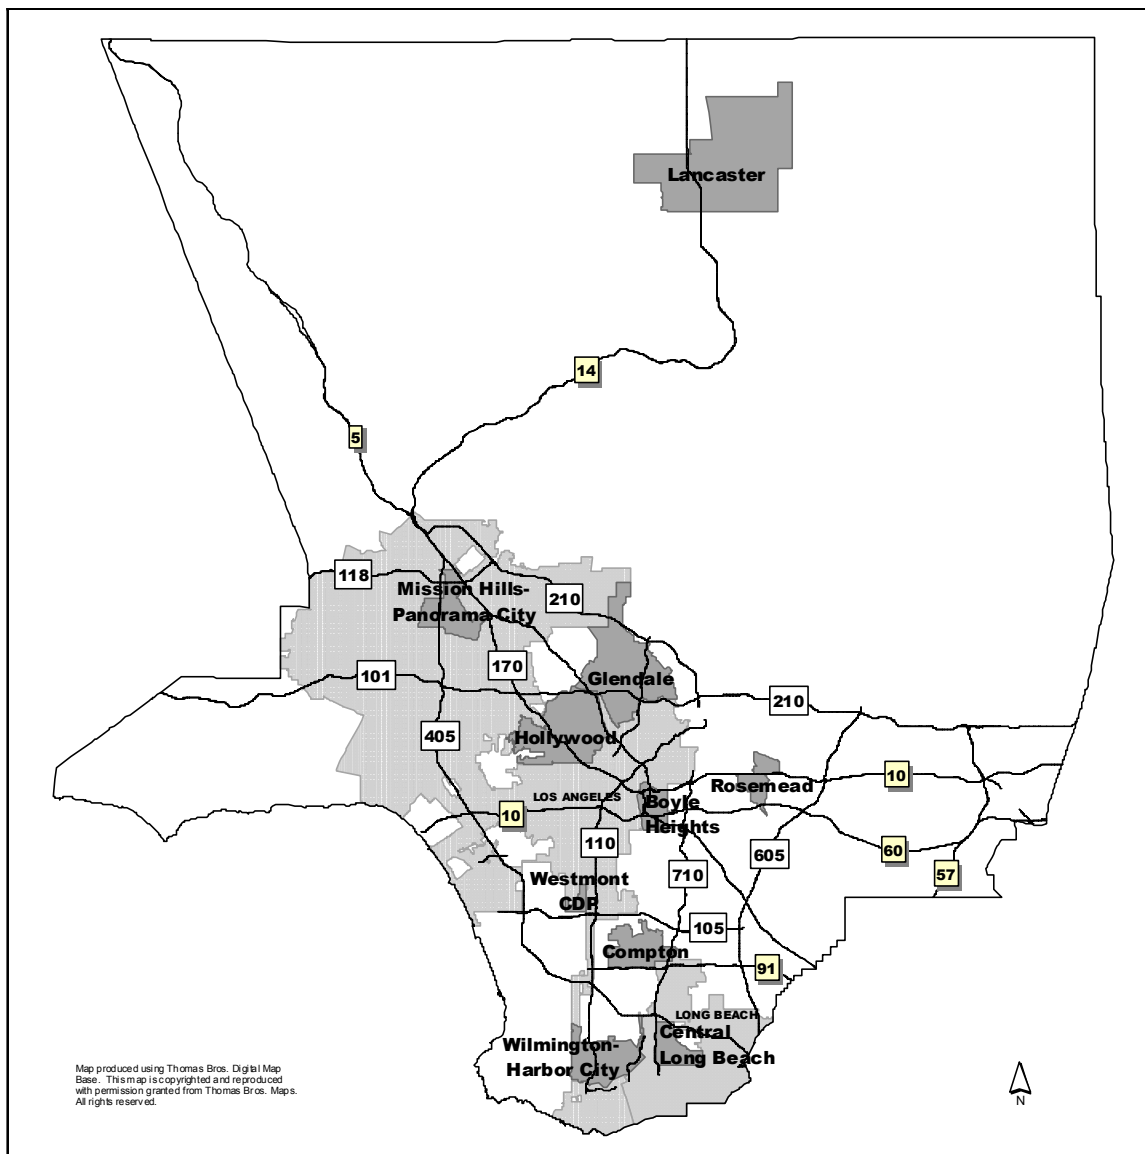 Lancaster
14
5
118
Mission Hills-
Panorama City
210
170
101
Glendale
210
405
Hollywood
10
Rosemead
LOS ANGELES
Boyle
Heights
10
110
605
60
Westmont
CDP
710
57
105
Compton
91
LONG BEACH
Central
Long Beach
Wilmington-
Harbor City
Map produced using Thomas Bros. Digital Map
Base. This map is copyrighted and reproduced
with permission granted from Thomas Bros. Maps.
All rights reserved.
N